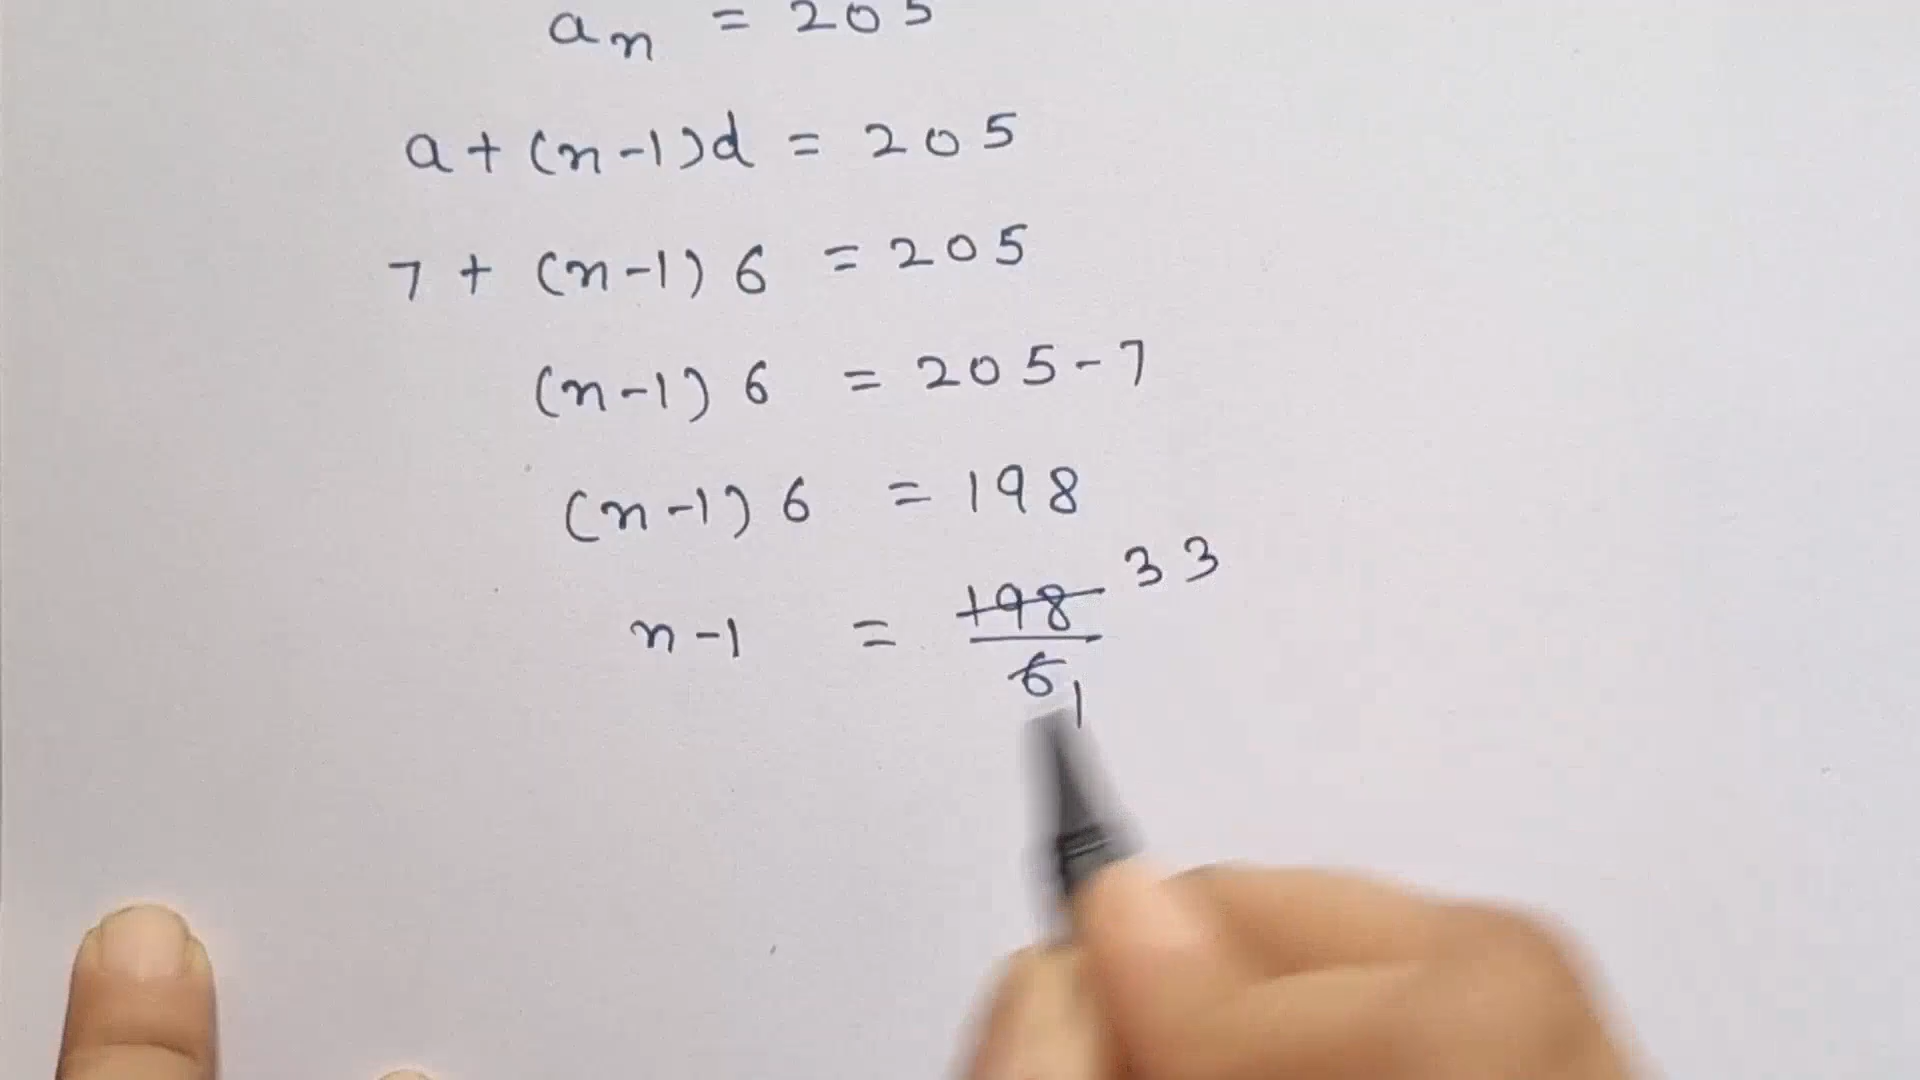 an = 205
a + (n-1)d = 205
7 + (n-1) 6 = 205
(n-1) 6 = 205 - 7
(n-1) 6 = 198
n-1 = 198/6 33 1